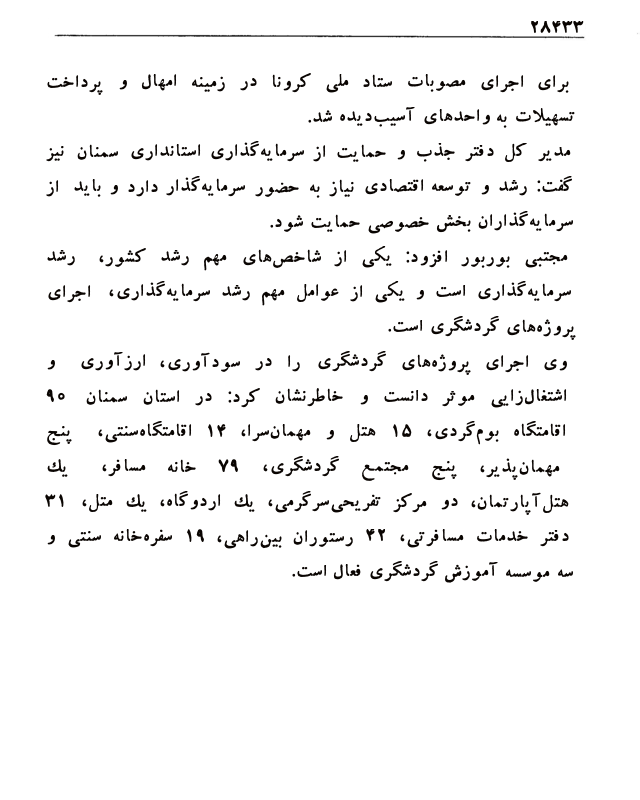 ۲۸۴۳۳
برای اجرای مصوبات ستاد ملی کرونا در زمینه امهال و پرداخت
تسهیلات به واحدهای آسیب‌دیده شد.
مدیر کل دفتر جذب و حمایت از سرمایه‌گذاری استانداری سمنان نیز
گفت: رشد و توسعه اقتصادی نیاز به حضور سرمایه‌گذار دارد و باید از
سرمایه‌گذاران بخش خصوصی حمایت شود.
مجتبی بوربور افزود: یکی از شاخص‌های مهم رشد کشور، رشد
سرمایه‌گذاری است و یکی از عوامل مهم رشد سرمایه‌گذاری، اجرای
پروژه‌های گردشگری است.
وی اجرای پروژه‌های گردشگری را در سودآوری، ارزآوری و
اشتغال‌زایی موثر دانست و خاطرنشان کرد: در استان سمنان ۹۰
اقامتگاه بوم‌گردی، ۱۵ هتل و مهمان‌سرا، ۱۴ اقامتگاه‌سنتی، پنج
مهمان‌پذیر، پنج مجتمع گردشگری، ۷۹ خانه مسافر، یك
هتل‌آپارتمان، دو مرکز تفریحی‌سرگرمی، یك اردوگاه، یك متل، ۳۱
دفتر خدمات مسافرتی، ۴۲ رستوران بین‌راهی، ۱۹ سفره‌خانه سنتی و
سه موسسه آموزش گردشگری فعال است.